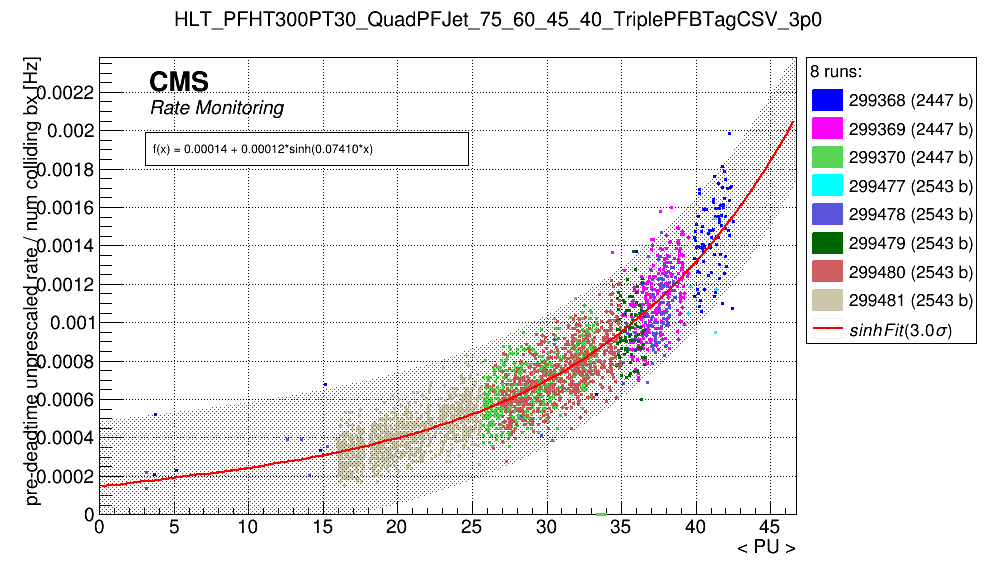 HLT_PFHT300PT30_QuadPFJet_75_60_45_40_TriplePFBTagCSV_3p0
pre-deadtime unprescaled rate / num colliding bx [Hz]
CMS
Rate Monitoring
f(x) = 0.00014 + 0.00012*sinh(0.07410*x)
0.0022
0.002
0.0018
0.0016
0.0014
0.0012
0.001
0.0008
0.0006
0.0004
0.0002
0
0 5 10 15 20 25 30 35 40 45
< PU >
8 runs:
299368 (2447 b)
299369 (2447 b)
299370 (2447 b)
299477 (2543 b)
299478 (2543 b)
299479 (2543 b)
299480 (2543 b)
299481 (2543 b)
sinhFit(3.0σ)